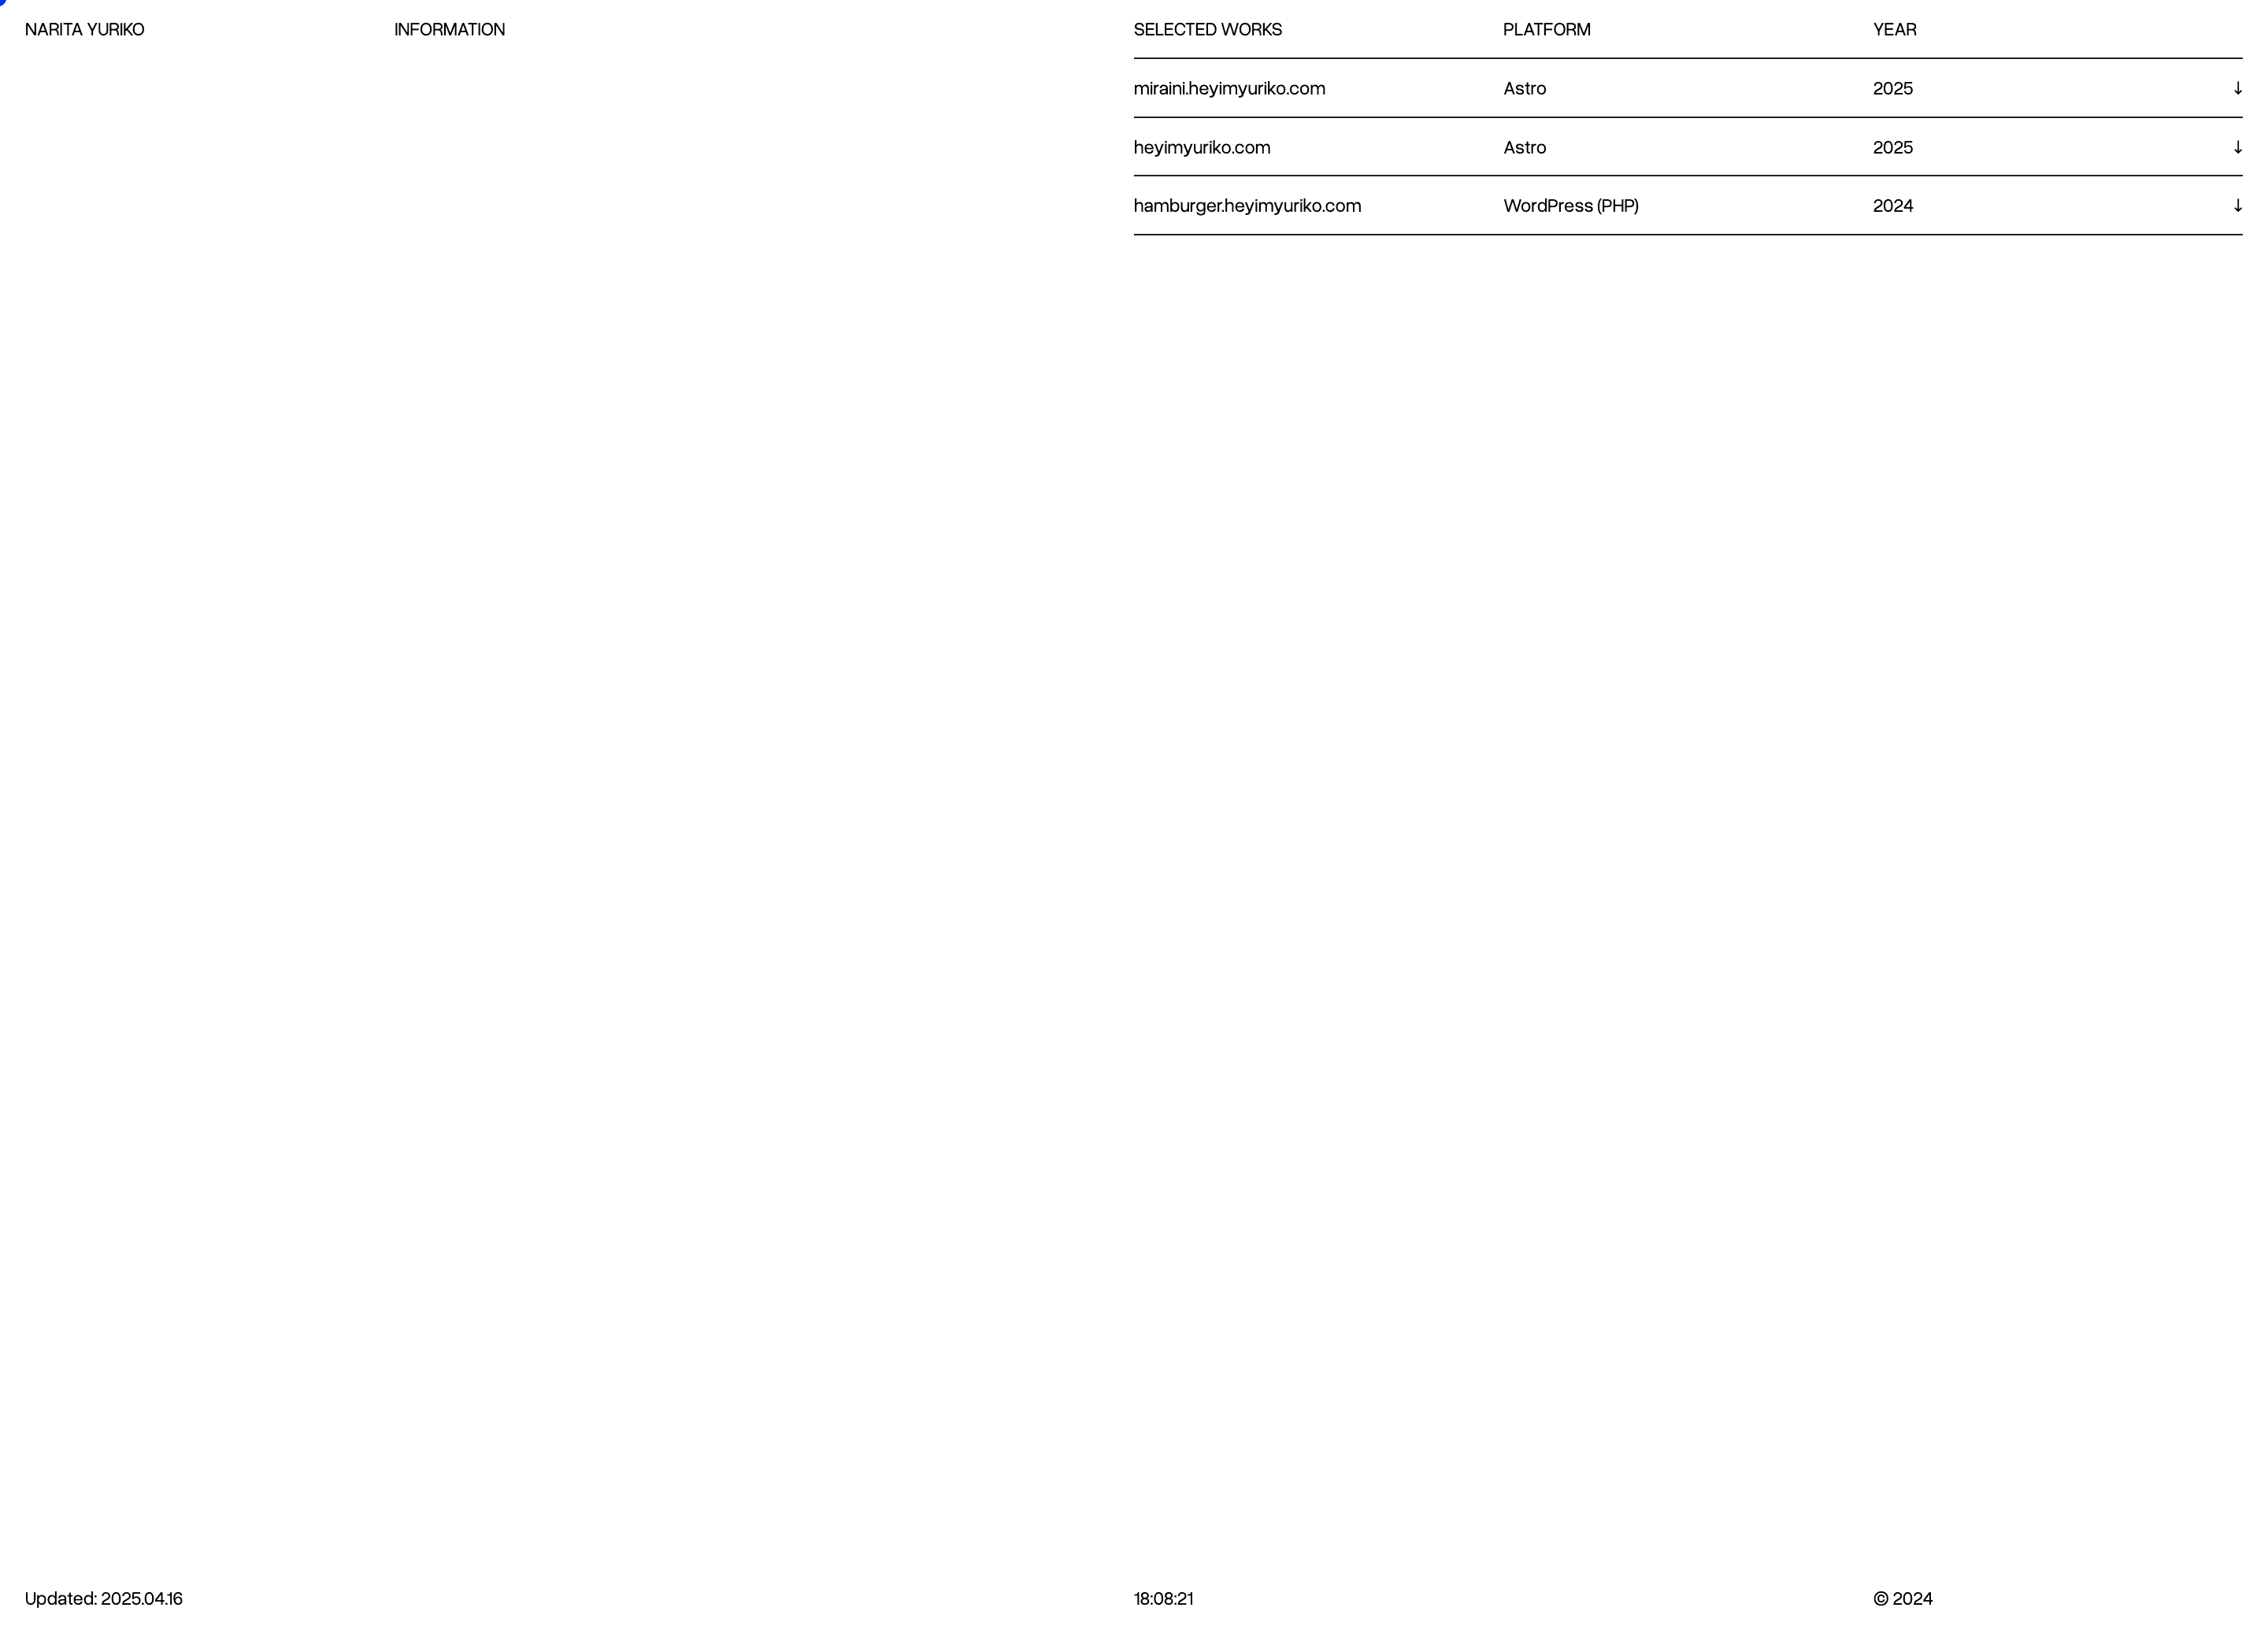 NARITA YURIKO
INFORMATION
SELECTED WORKS PLATFORM YEAR
miraini.heyimyuriko.com Astro 2025 ↓
heyimyuriko.com Astro 2025 ↓
hamburger.heyimyuriko.com WordPress (PHP) 2024 ↓
Updated: 2025.04.16
18:08:21
© 2024